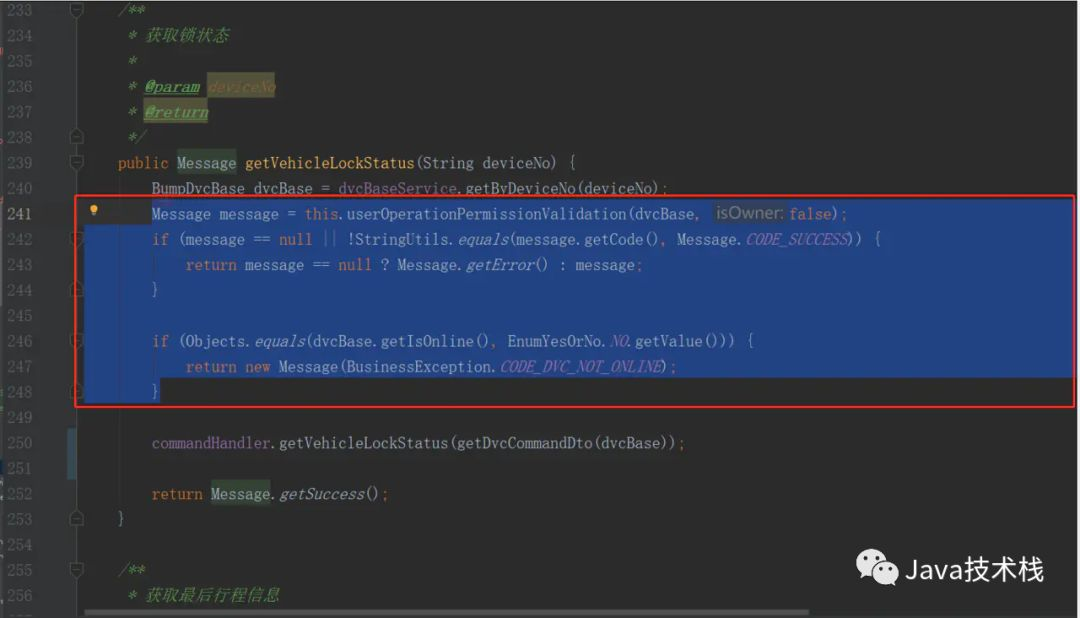 233 /**
234 * 获取锁状态
235 *
236 * @param deviceNo
237 * @return
238 */
239 public Message getVehicleLockStatus(String deviceNo) {
240 BumpDvcBase dvcBase = dvcBaseService.getByDeviceNo(deviceNo);
241 Message message = this.userOperationPermissionValidation(dvcBase, isOwner: false);
242 if (message == null || !StringUtils.equals(message.getCode(), Message.CODE_SUCCESS)) {
243 return message == null ? Message.getError() : message;
244 }
245
246 if (Objects.equals(dvcBase.getIsOnline(), EnumYesOrNo.NO.getValue())) {
247 return new Message(BusinessException.CODE_DVC_NOT_ONLINE);
248 }
249
250 commandHandler.getVehicleLockStatus(getDvcCommandDto(dvcBase));
251
252 return Message.getSuccess();
253 }
254
255 /**
256 * 获取最后行程信息
Java技术栈